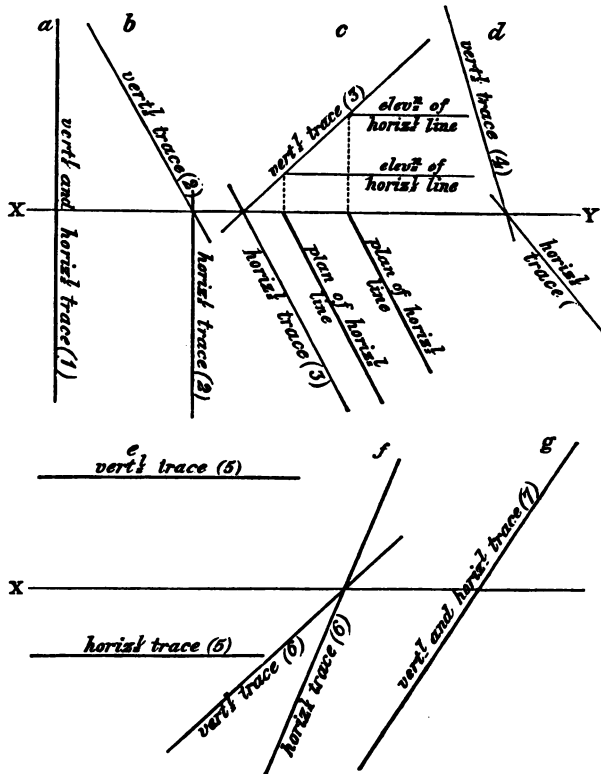 a
b
c
d
vert.l and horiz.l trace (1)
vert.l trace (2)
horiz.l trace (2)
vert.l trace (3)
horiz.l trace (3)
elev.n of
horiz.l line
elev.n of
horiz.l line
plan of horiz.l
line
plan of horiz.l
line
vert.l trace (4)
horiz.l
trace (
X
Y
e
vert.l trace (5)
f
g
X
horiz.l trace (5)
vert.l trace (6)
horiz.l trace (6)
vert.l and horiz.l trace (7)